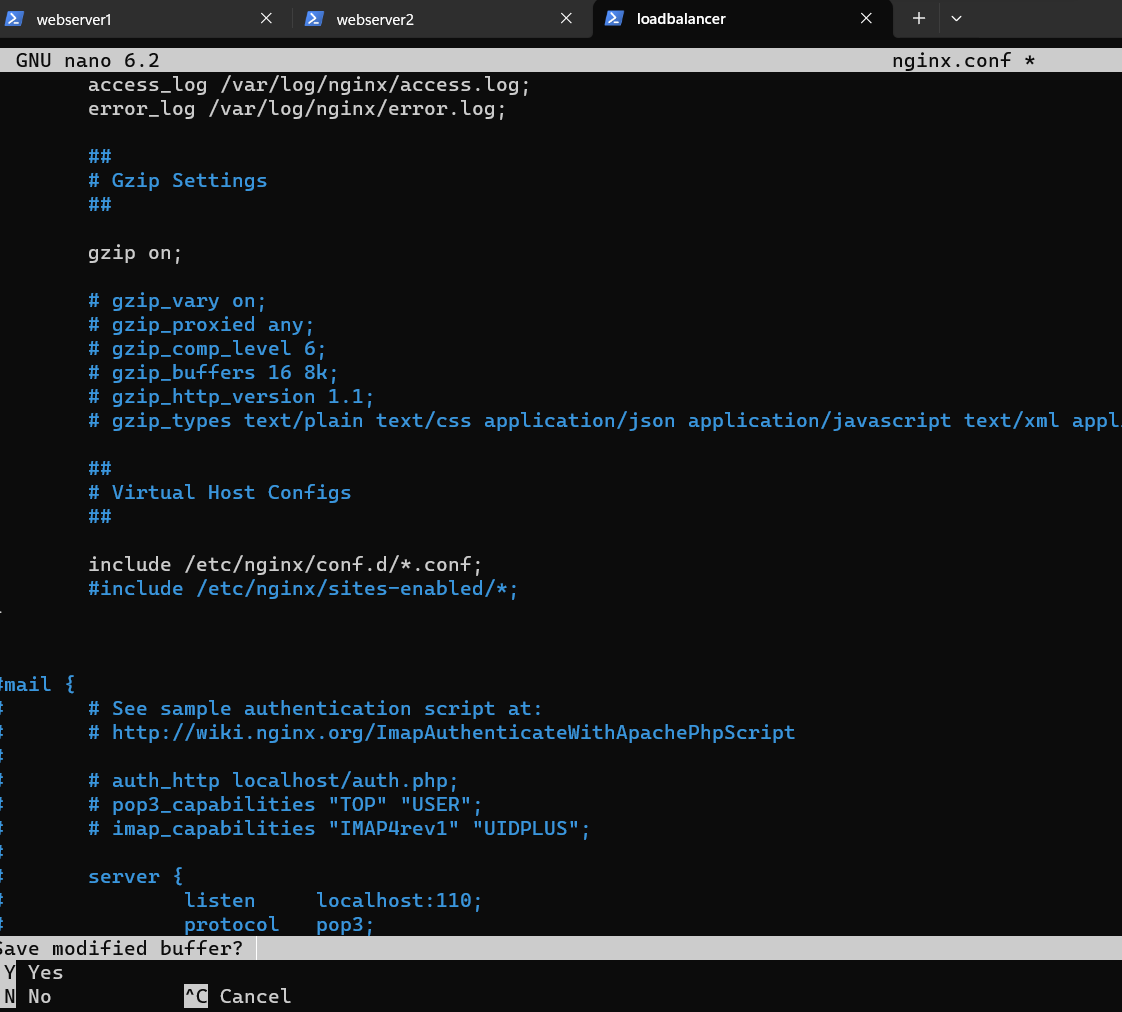 webserver1 webserver2 loadbalancer
GNU nano 6.2 nginx.conf *
access_log /var/log/nginx/access.log;
error_log /var/log/nginx/error.log;
##
# Gzip Settings
##
gzip on;
# gzip_vary on;
# gzip_proxied any;
# gzip_comp_level 6;
# gzip_buffers 16 8k;
# gzip_http_version 1.1;
# gzip_types text/plain text/css application/json application/javascript text/xml appl
##
# Virtual Host Configs
##
include /etc/nginx/conf.d/*.conf;
#include /etc/nginx/sites-enabled/*;
#mail {
# # See sample authentication script at:
# # http://wiki.nginx.org/ImapAuthenticateWithApachePhpScript
#
# # auth_http localhost/auth.php;
# # pop3_capabilities "TOP" "USER";
# # imap_capabilities "IMAP4rev1" "UIDPLUS";
#
# server {
# listen localhost:110;
# protocol pop3;
Save modified buffer?
Y Yes
N No ^C Cancel